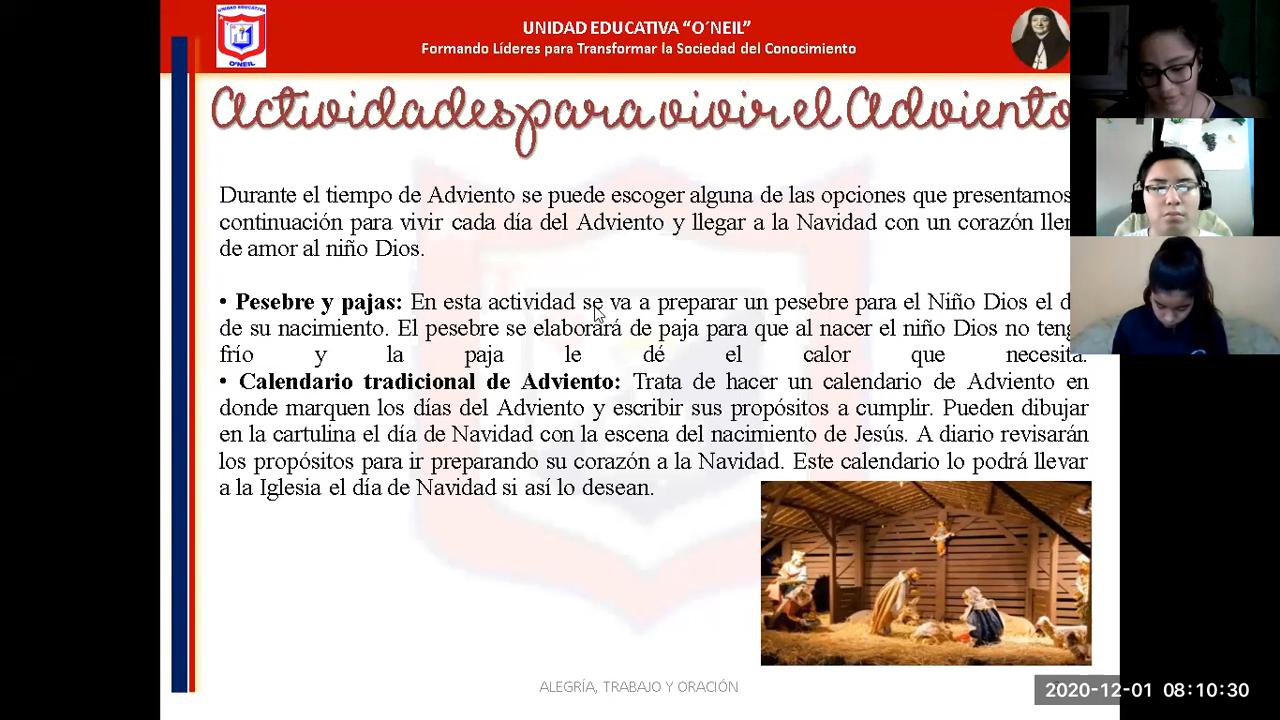 UNIDAD EDUCATIVA
O'NEIL
UNIDAD EDUCATIVA “O´NEIL”
Formando Líderes para Transformar la Sociedad del Conocimiento
Actividades para vivir el Adviento
Durante el tiempo de Adviento se puede escoger alguna de las opciones que presentamos
continuación para vivir cada día del Adviento y llegar a la Navidad con un corazón
de amor al niño Dios.
• Pesebre y pajas: En esta actividad se va a preparar un pesebre para el Niño Dios el
de su nacimiento. El pesebre se elaborará de paja para que al nacer el niño Dios no
frío y la paja le dé el calor que necesita.
• Calendario tradicional de Adviento: Trata de hacer un calendario de Adviento en
donde marquen los días del Adviento y escribir sus propósitos a cumplir. Pueden dibujar
en la cartulina el día de Navidad con la escena del nacimiento de Jesús. A diario revisarán
los propósitos para ir preparando su corazón a la Navidad. Este calendario lo podrá llevar
a la Iglesia el día de Navidad si así lo desean.
ALEGRÍA, TRABAJO Y ORACIÓN
2020-12-01 08:10:30